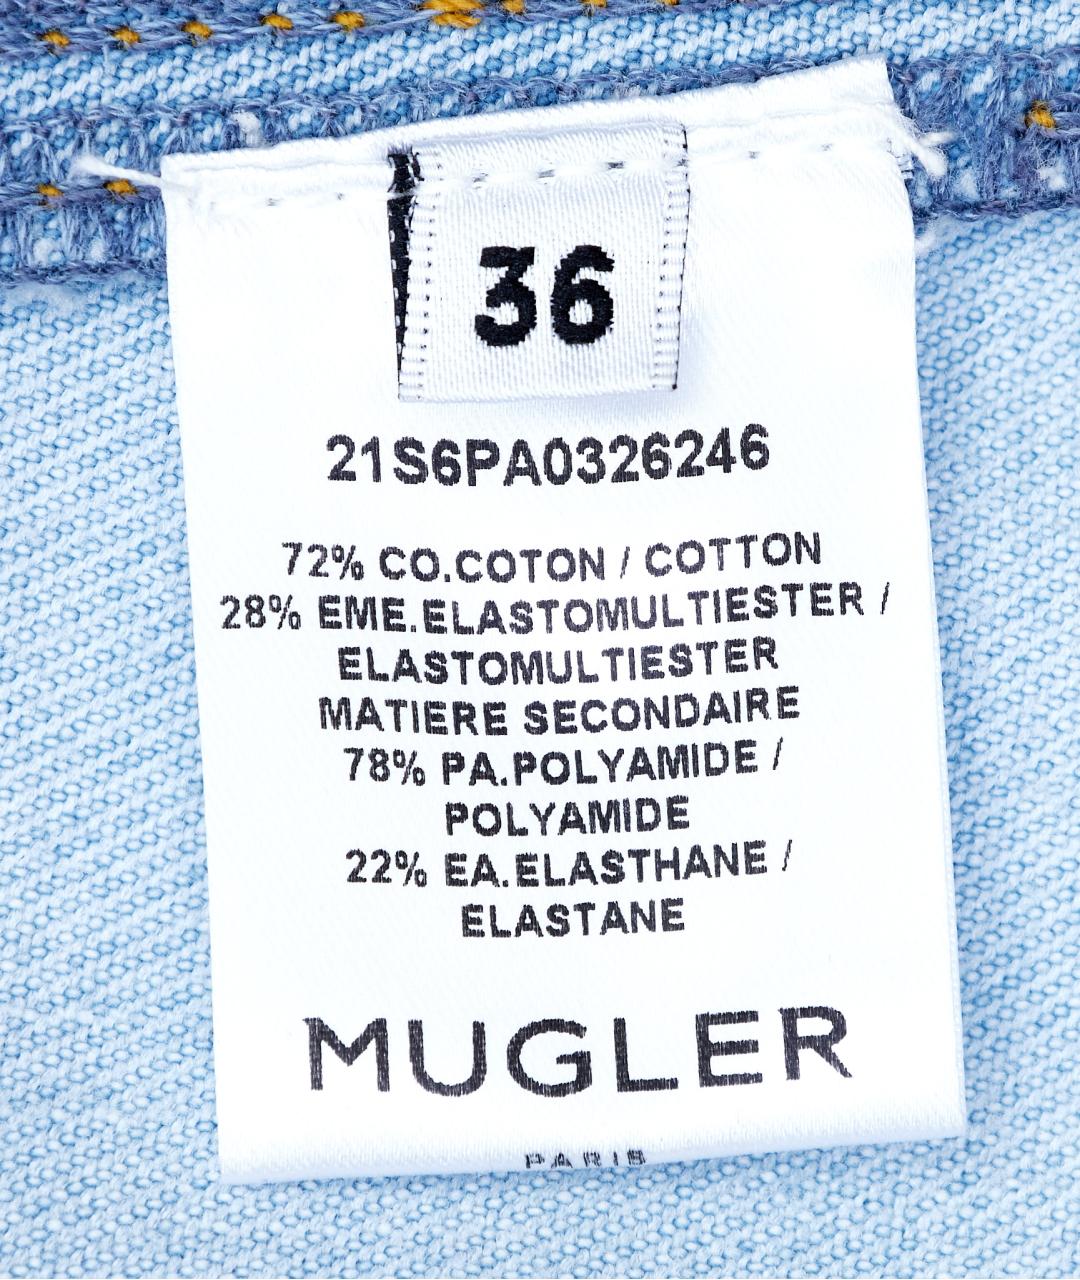 36
21S6PA0326246
72% CO.COTON / COTTON
28% EME.ELASTOMULTIESTER /
ELASTOMULTIESTER
MATIERE SECONDAIRE
78% PA.POLYAMIDE /
POLYAMIDE
22% EA.ELASTHANE /
ELASTANE
MUGLER
PARIS